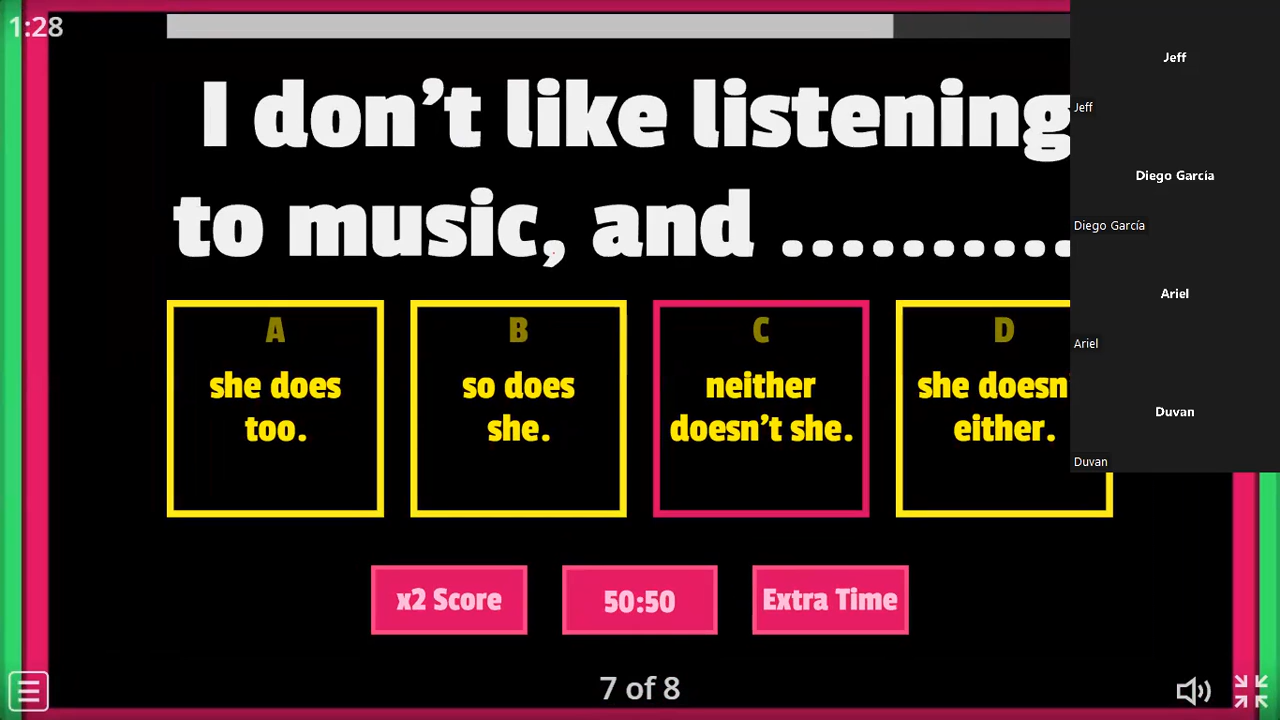 1:28
I don't like listening
to music, and ..........
A
she does
too.
B
so does
she.
C
neither
doesn't she.
D
she doesn'
either.
x2 Score
50:50
Extra Time
7 of 8
Jeff
Jeff
Diego García
Diego García
Ariel
Ariel
Duvan
Duvan